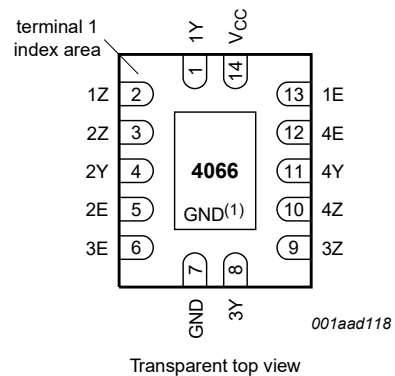 terminal 1
index area
1Y
VCC
1
14
1Z 2
13 1E
2Z 3
12 4E
2Y 4
4066
11 4Y
2E 5
GND(1)
10 4Z
3E 6
9 3Z
7
8
GND
3Y
001aad118
Transparent top view